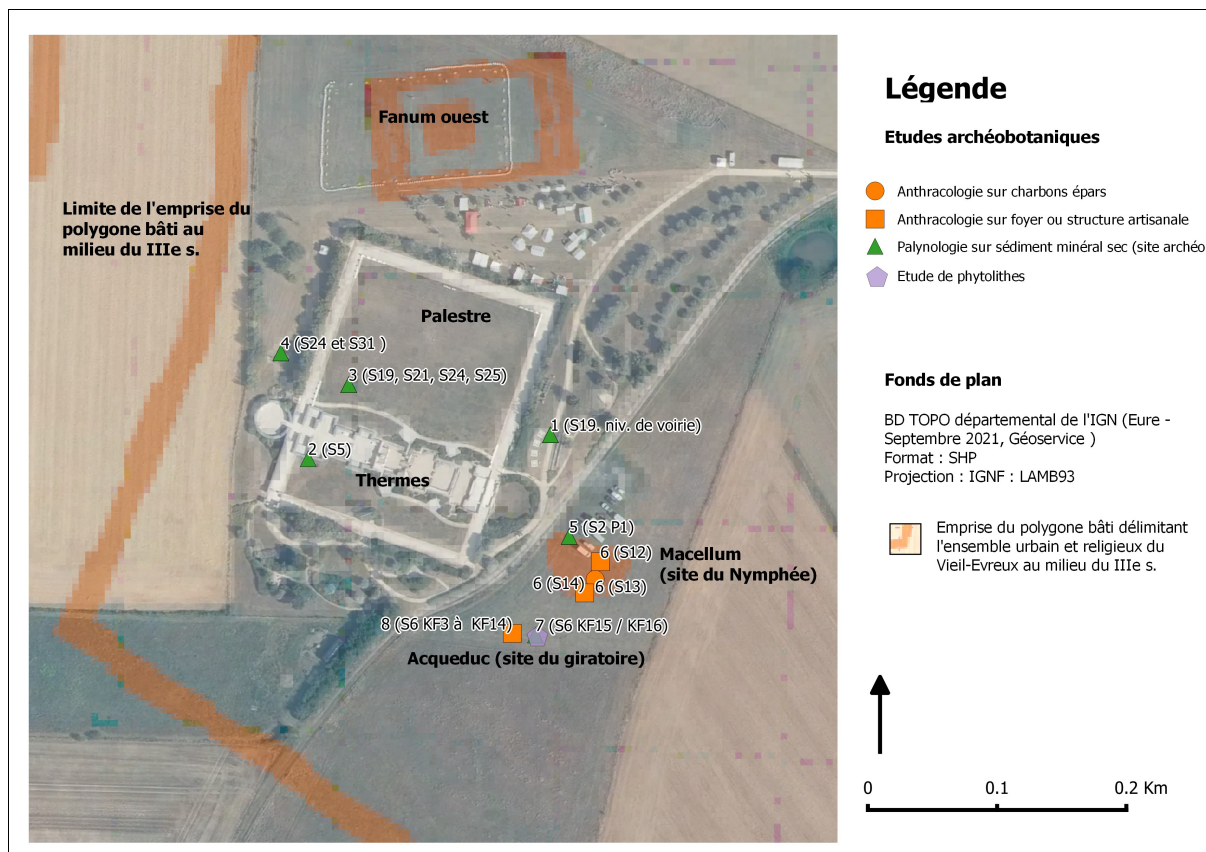 Fanum ouest
Limite de l'emprise du
polygone bâti au
milieu du IIIe s.
Palestre
4 (S24 et S31 )
3 (S19, S21, S24, S25)
1 (S19. niv. de voirie)
2 (S5)
Thermes
5 (S2 P1)
6 (S12)
Macellum
(site du Nymphée)
6 (S14)
6 (S13)
8 (S6 KF3 à KF14)
7 (S6 KF15 / KF16)
Acqueduc (site du giratoire)
Légende
Etudes archéobotaniques
Anthracologie sur charbons épars
Anthracologie sur foyer ou structure artisanale
Palynologie sur sédiment minéral sec (site archéo
Etude de phytolithes
Fonds de plan
BD TOPO départemental de l'IGN (Eure -
Septembre 2021, Géoservice )
Format : SHP
Projection : IGNF : LAMB93
Emprise du polygone bâti délimitant
l'ensemble urbain et religieux du
Vieil-Evreux au milieu du IIIe s.
0 0.1 0.2 Km